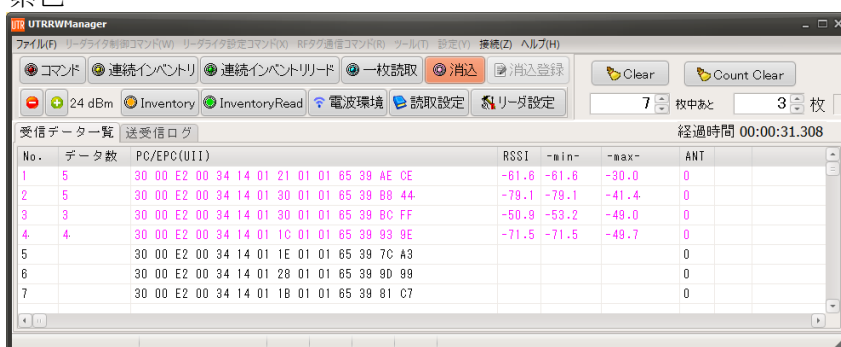 UTR UTRRWManager
ファイル(F) リーダライタ制御コマンド(W) リーダライタ設定コマンド(X) RFタグ通信コマンド(R) ツール(T) 設定(Y) 接続(Z) ヘルプ(H)
コマンド 連続インベントリ 連続インベントリリード 一枚読取 消込 消込登録 Clear Count Clear
24 dBm Inventory InventoryRead 電波環境 読取設定 リーダ設定 7 枚中あと 3 枚
受信データ一覧 送受信ログ 経過時間 00:00:31.308
No. データ数 PC/EPC(UII) RSSI -min- -max- ANT
1 5 30 00 E2 00 34 14 01 21 01 01 65 39 AE CE -61.6 -61.6 -30.0 0
2 5 30 00 E2 00 34 14 01 30 01 01 65 39 B8 44 -79.1 -79.1 -41.4 0
3 3 30 00 E2 00 34 14 01 30 01 01 65 39 BC FF -50.9 -53.2 -49.0 0
4 4 30 00 E2 00 34 14 01 1C 01 01 65 39 93 9E -71.5 -71.5 -49.7 0
5 30 00 E2 00 34 14 01 1E 01 01 65 39 7C A3 0
6 30 00 E2 00 34 14 01 28 01 01 65 39 9D 99 0
7 30 00 E2 00 34 14 01 1B 01 01 65 39 81 C7 0